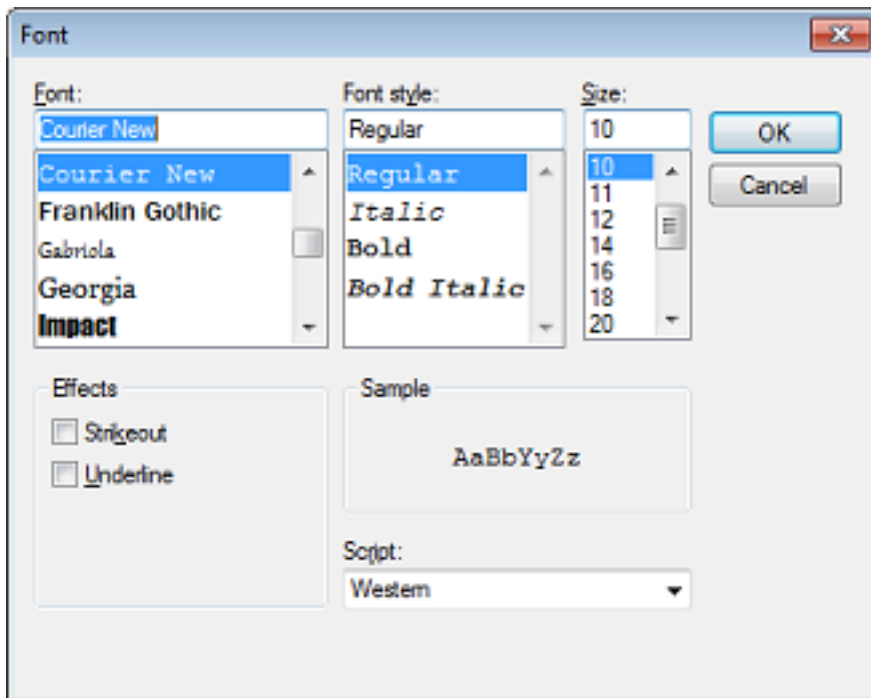 Font
Font: Font style: Size:
Courier New Regular 10
OK
Courier New Regular 10
Cancel
11
Franklin Gothic Italic 12
Gabriola Bold 14
Georgia Bold Italic 16
18
Impact 20
Effects Sample
Strikeout
AaBbYyZz
Underline
Script:
Western